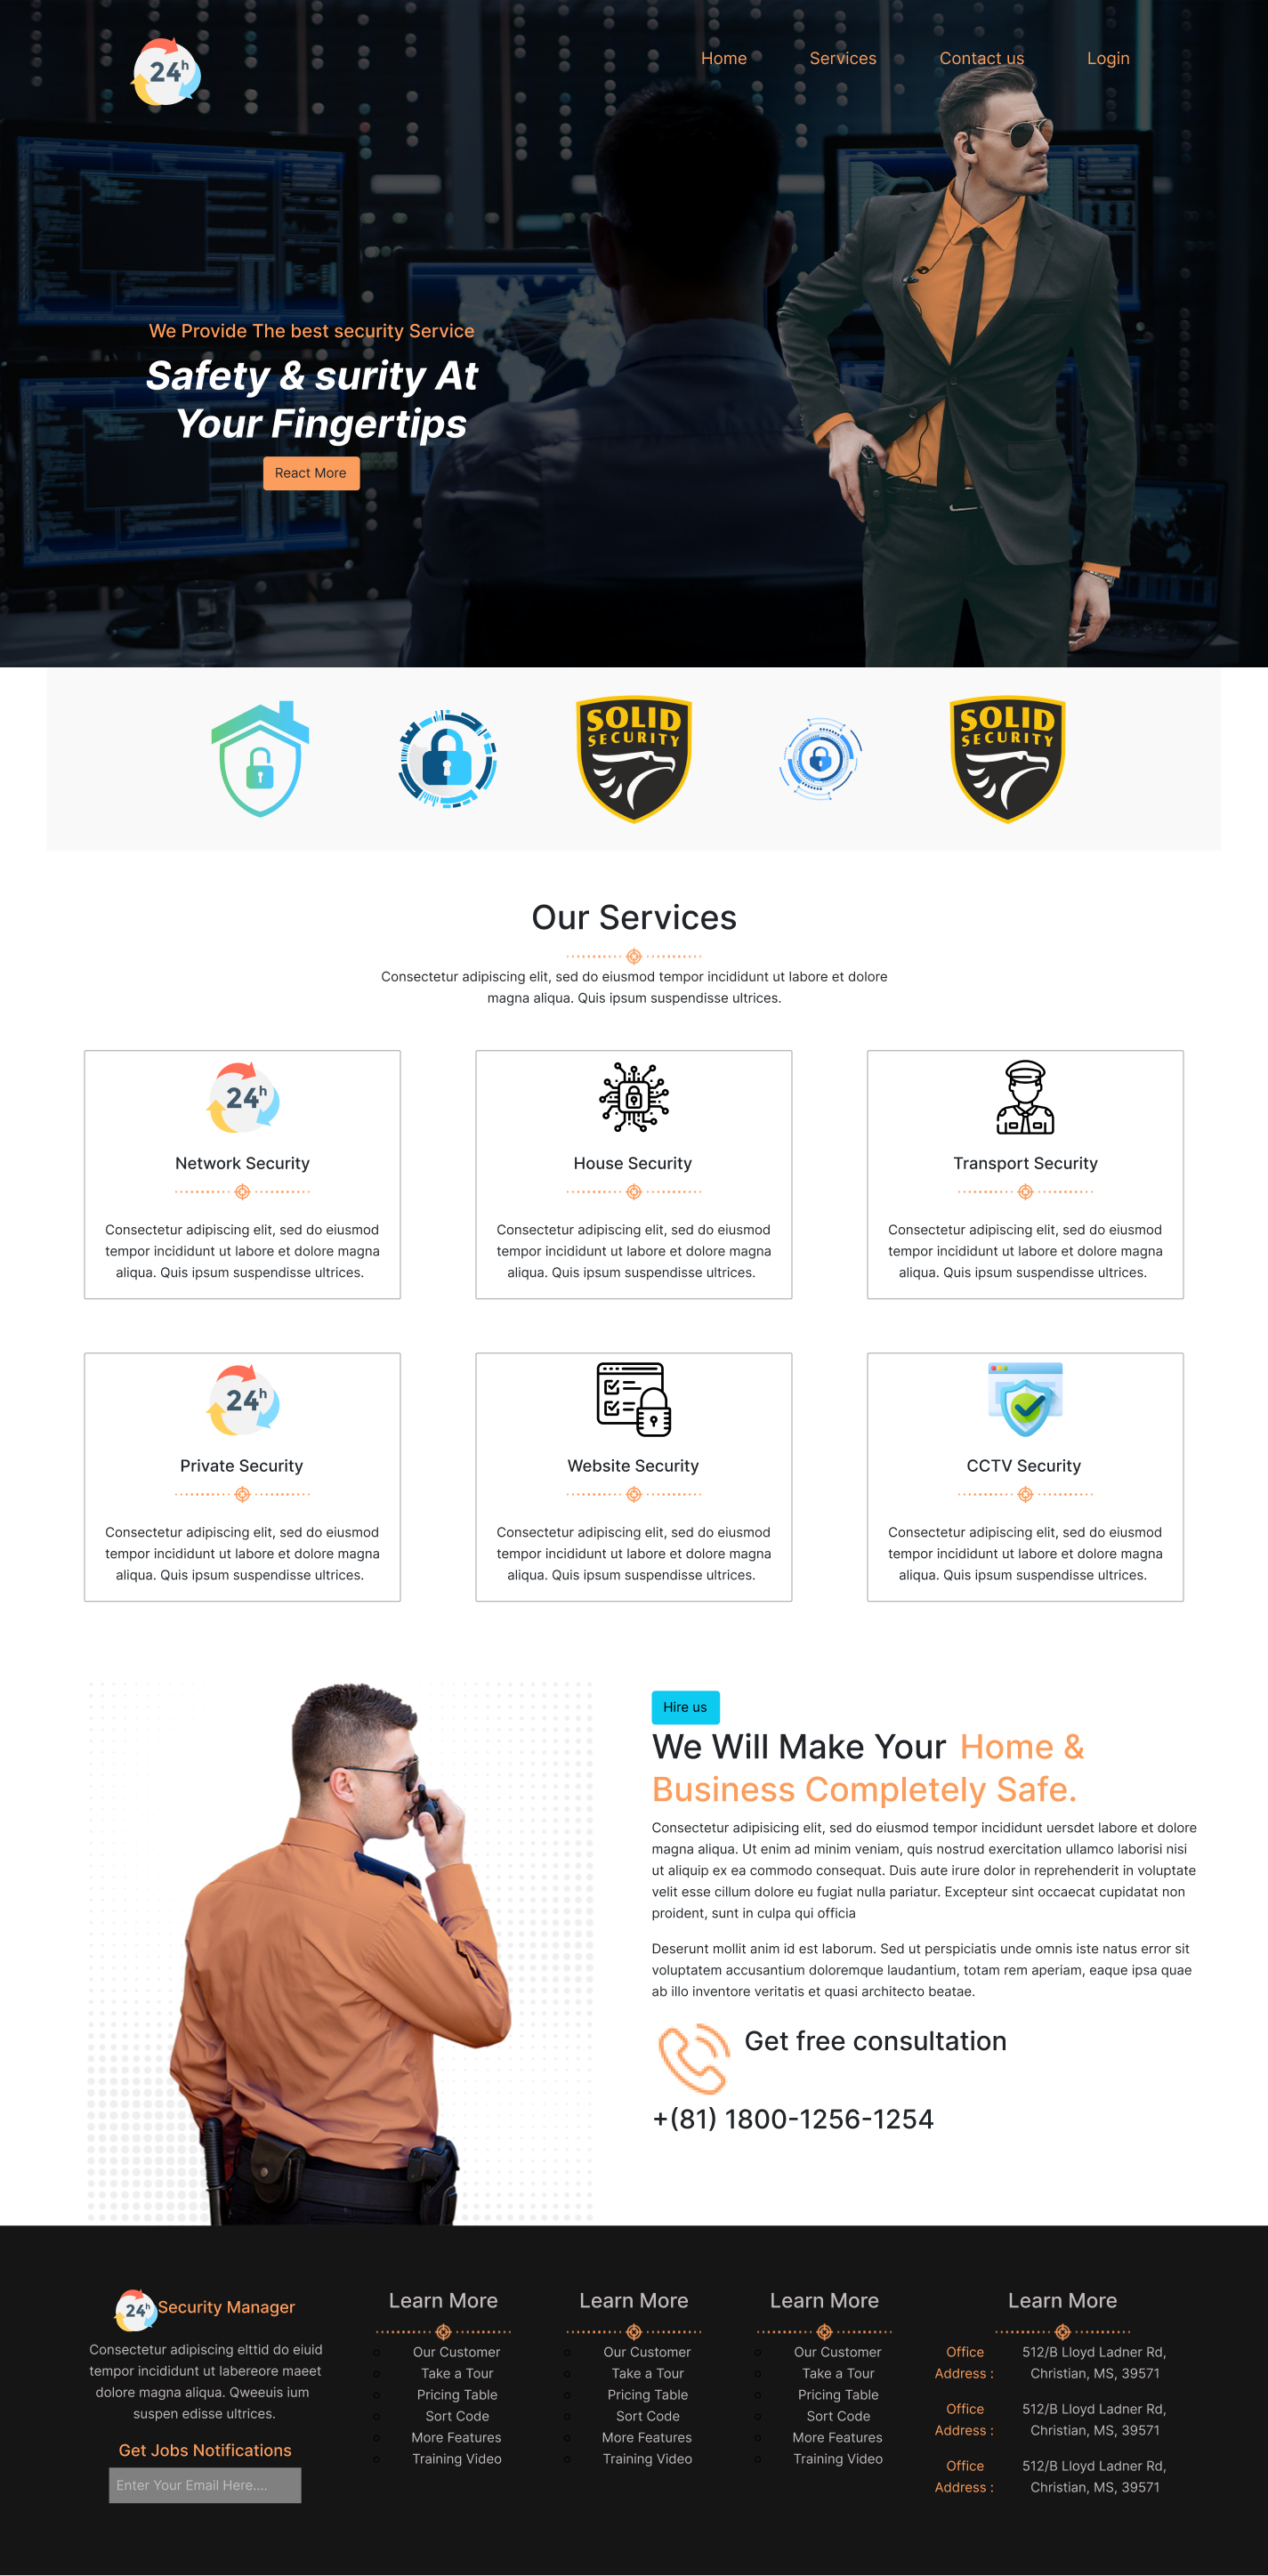 24h
Home Services Contact us Login
We Provide The best security Service
Safety & surity At
Your Fingertips
React More
SOLID
SECURITY
SOLID
SECURITY
Our Services
Consectetur adipiscing elit, sed do eiusmod tempor incididunt ut labore et dolore
magna aliqua. Quis ipsum suspendisse ultrices.
24h
Network Security
Consectetur adipiscing elit, sed do eiusmod
tempor incididunt ut labore et dolore magna
aliqua. Quis ipsum suspendisse ultrices.
House Security
Consectetur adipiscing elit, sed do eiusmod
tempor incididunt ut labore et dolore magna
aliqua. Quis ipsum suspendisse ultrices.
Transport Security
Consectetur adipiscing elit, sed do eiusmod
tempor incididunt ut labore et dolore magna
aliqua. Quis ipsum suspendisse ultrices.
24h
Private Security
Consectetur adipiscing elit, sed do eiusmod
tempor incididunt ut labore et dolore magna
aliqua. Quis ipsum suspendisse ultrices.
Website Security
Consectetur adipiscing elit, sed do eiusmod
tempor incididunt ut labore et dolore magna
aliqua. Quis ipsum suspendisse ultrices.
CCTV Security
Consectetur adipiscing elit, sed do eiusmod
tempor incididunt ut labore et dolore magna
aliqua. Quis ipsum suspendisse ultrices.
Hire us
We Will Make Your Home &
Business Completely Safe.
Consectetur adipisicing elit, sed do eiusmod tempor incididunt uersdet labore et dolore
magna aliqua. Ut enim ad minim veniam, quis nostrud exercitation ullamco laborisi nisi
ut aliquip ex ea commodo consequat. Duis aute irure dolor in reprehenderit in voluptate
velit esse cillum dolore eu fugiat nulla pariatur. Excepteur sint occaecat cupidatat non
proident, sunt in culpa qui officia
Deserunt mollit anim id est laborum. Sed ut perspiciatis unde omnis iste natus error sit
voluptatem accusantium doloremque laudantium, totam rem aperiam, eaque ipsa quae
ab illo inventore veritatis et quasi architecto beatae.
Get free consultation
+(81) 1800-1256-1254
24h Security Manager
Consectetur adipiscing elttid do eiuid
tempor incididunt ut labereore maeet
dolore magna aliqua. Qweeuis ium
suspen edisse ultrices.
Get Jobs Notifications
Enter Your Email Here....
Learn More
Our Customer
Take a Tour
Pricing Table
Sort Code
More Features
Training Video
Learn More
Our Customer
Take a Tour
Pricing Table
Sort Code
More Features
Training Video
Learn More
Our Customer
Take a Tour
Pricing Table
Sort Code
More Features
Training Video
Learn More
Office 512/B Lloyd Ladner Rd,
Address : Christian, MS, 39571
Office 512/B Lloyd Ladner Rd,
Address : Christian, MS, 39571
Office 512/B Lloyd Ladner Rd,
Address : Christian, MS, 39571